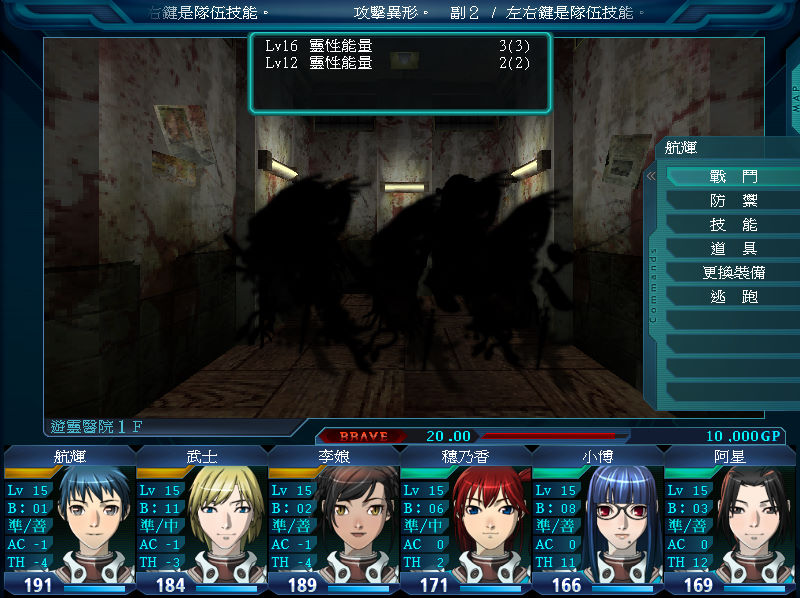 右鍵是隊伍技能。 攻擊異形。 副２ / 左右鍵是隊伍技能。
Lv16 靈性能量 3(3)
Lv12 靈性能量 2(2)
MAP
航輝
戰 鬥
防 禦
技 能
道 具
更換裝備
逃 跑
Commands
遊靈醫院１Ｆ
BRAVE 20.00 10,000GP
航輝 武士 李娘 穗乃香 小博 阿星
Lv 15 Lv 15 Lv 15 Lv 15 Lv 15 Lv 15
B: 01 B: 11 B: 02 B: 06 B: 08 B: 03
準/善 準/中 準/善 準/中 準/善 準/善
AC -1 AC -1 AC -1 AC 0 AC 0 AC 0
TH -4 TH -3 TH -4 TH 2 TH 11 TH 12
191 184 189 171 166 169